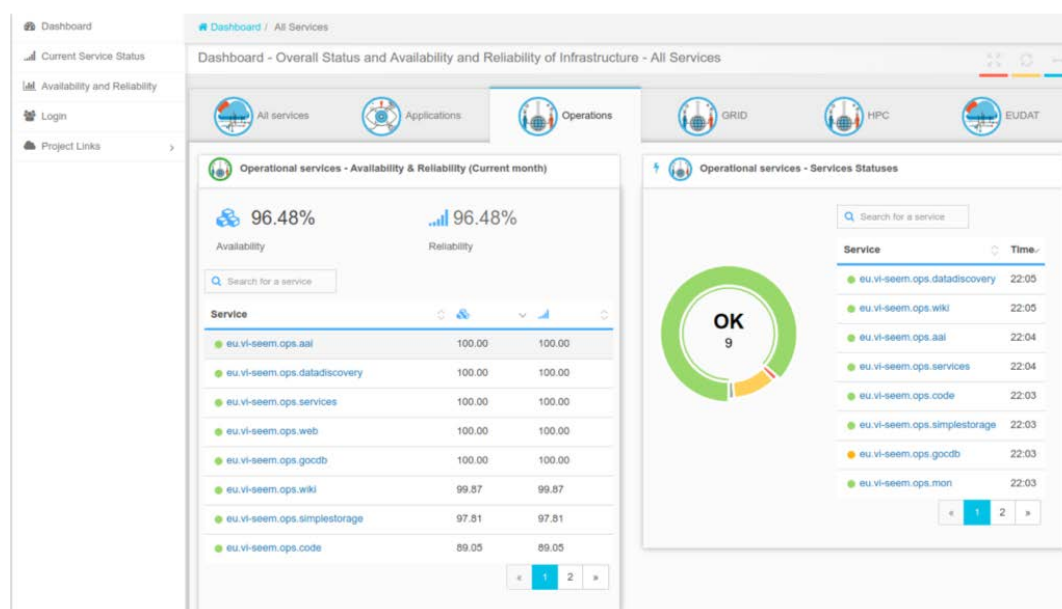 Dashboard
Current Service Status
Availability and Reliability
Login
Project Links
Dashboard / All Services
Dashboard - Overall Status and Availability and Reliability of Infrastructure - All Services
All services Applications Operations GRID HPC EUDAT
Operational services - Availability & Reliability (Current month)
96.48% 96.48%
Availability Reliability
Search for a service
Service
eu.vi-seem.ops.aai 100.00 100.00
eu.vi-seem.ops.datadiscovery 100.00 100.00
eu.vi-seem.ops.services 100.00 100.00
eu.vi-seem.ops.web 100.00 100.00
eu.vi-seem.ops.gocdb 100.00 100.00
eu.vi-seem.ops.wiki 99.87 99.87
eu.vi-seem.ops.simplestorage 97.81 97.81
eu.vi-seem.ops.code 89.05 89.05
« 1 2 »
Operational services - Services Statuses
OK
9
Search for a service
Service Time
eu.vi-seem.ops.datadiscovery 22:05
eu.vi-seem.ops.wiki 22:05
eu.vi-seem.ops.aai 22:04
eu.vi-seem.ops.services 22:04
eu.vi-seem.ops.code 22:03
eu.vi-seem.ops.simplestorage 22:03
eu.vi-seem.ops.gocdb 22:03
eu.vi-seem.ops.mon 22:03
« 1 2 »